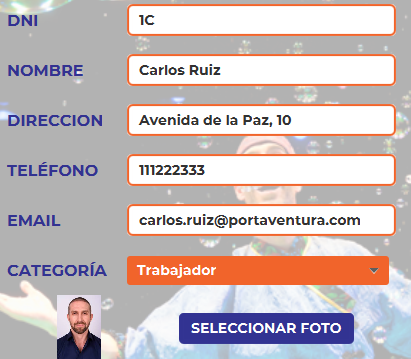 DNI 1C
NOMBRE Carlos Ruiz
DIRECCION Avenida de la Paz, 10
TELÉFONO 111222333
EMAIL carlos.ruiz@portaventura.com
CATEGORÍA Trabajador
SELECCIONAR FOTO